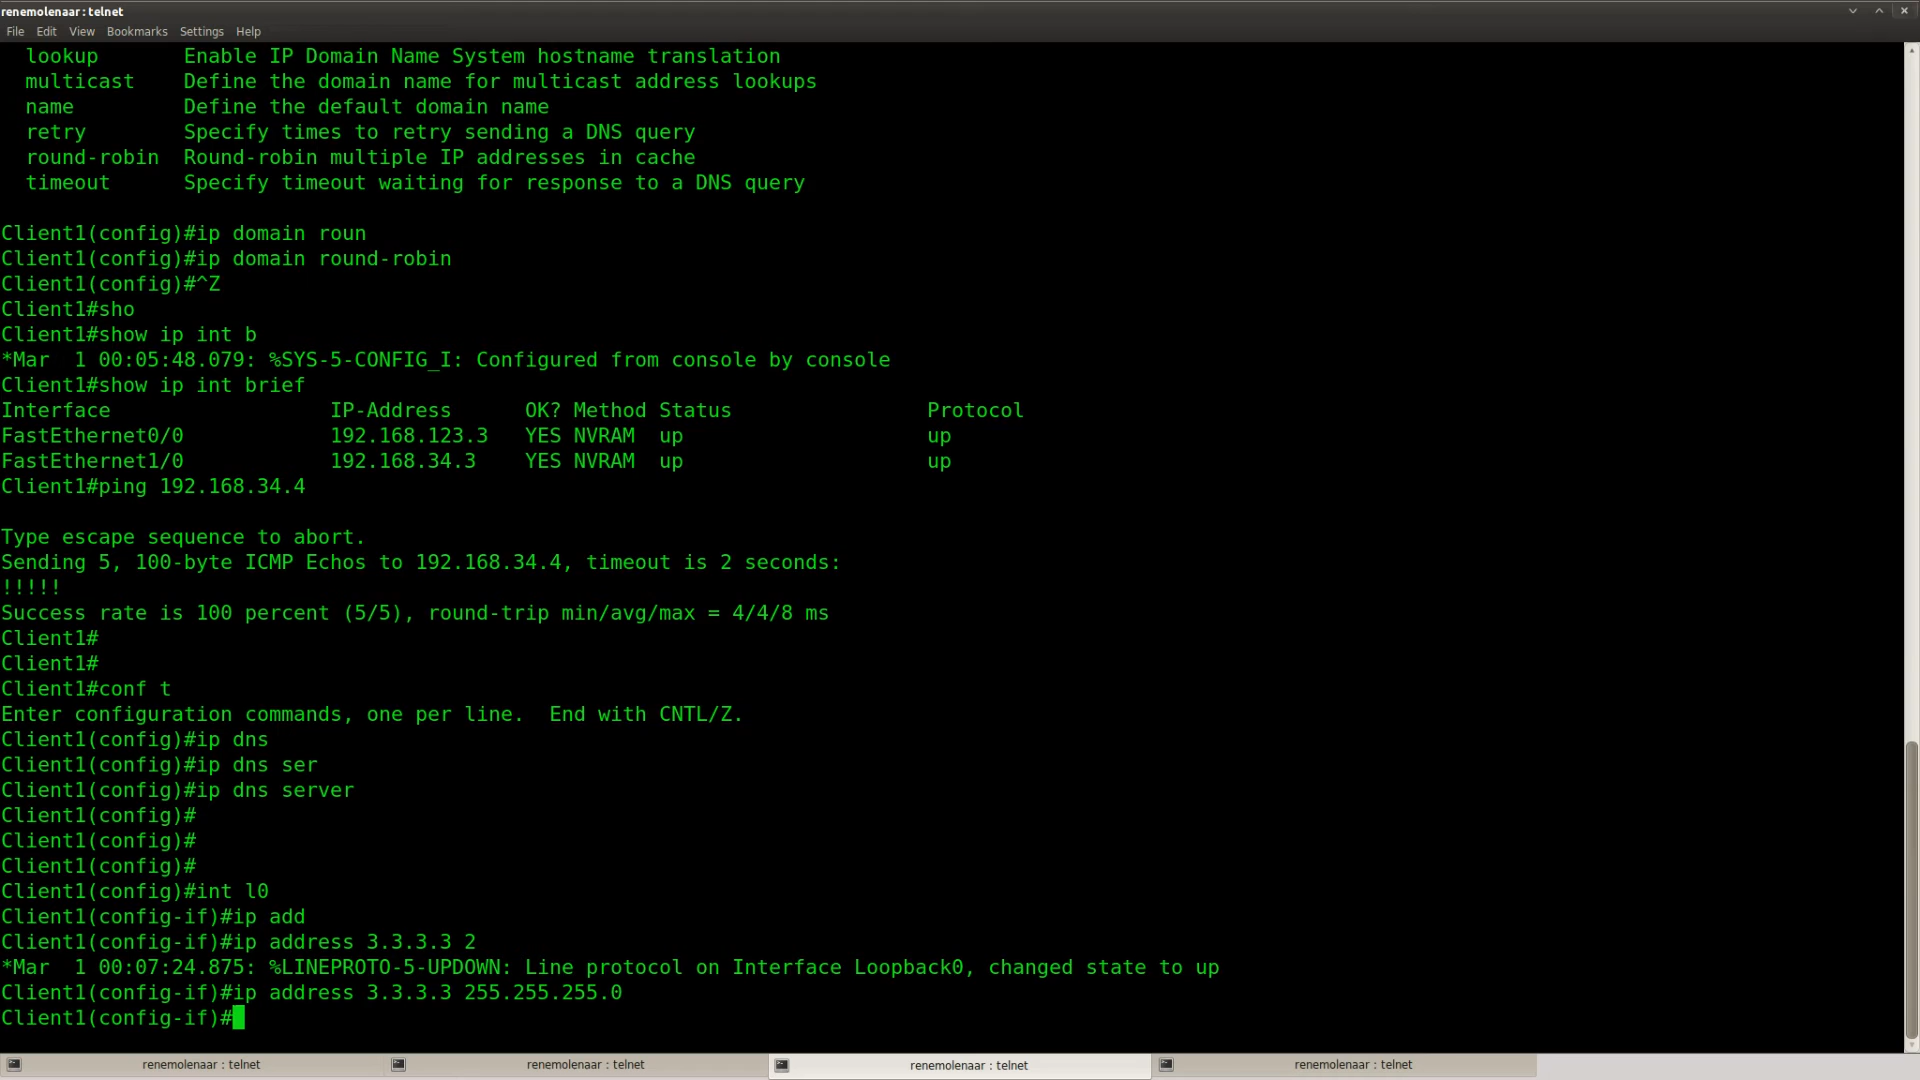 renemolenaar : telnet
File Edit View Bookmarks Settings Help
lookup Enable IP Domain Name System hostname translation
multicast Define the domain name for multicast address lookups
name Define the default domain name
retry Specify times to retry sending a DNS query
round-robin Round-robin multiple IP addresses in cache
timeout Specify timeout waiting for response to a DNS query
Client1(config)#ip domain roun
Client1(config)#ip domain round-robin
Client1(config)#^Z
Client1#sho
Client1#show ip int b
*Mar  1 00:05:48.079: %SYS-5-CONFIG_I: Configured from console by console
Client1#show ip int brief
Interface IP-Address OK? Method Status Protocol
FastEthernet0/0 192.168.123.3 YES NVRAM up up
FastEthernet1/0 192.168.34.3 YES NVRAM up up
Client1#ping 192.168.34.4
Type escape sequence to abort.
Sending 5, 100-byte ICMP Echos to 192.168.34.4, timeout is 2 seconds:
!!!!!
Success rate is 100 percent (5/5), round-trip min/avg/max = 4/4/8 ms
Client1#
Client1#
Client1#conf t
Enter configuration commands, one per line.  End with CNTL/Z.
Client1(config)#ip dns
Client1(config)#ip dns ser
Client1(config)#ip dns server
Client1(config)#
Client1(config)#
Client1(config)#
Client1(config)#int l0
Client1(config-if)#ip add
Client1(config-if)#ip address 3.3.3.3 2
*Mar  1 00:07:24.875: %LINEPROTO-5-UPDOWN: Line protocol on Interface Loopback0, changed state to up
Client1(config-if)#ip address 3.3.3.3 255.255.255.0
Client1(config-if)#
renemolenaar : telnet renemolenaar : telnet renemolenaar : telnet renemolenaar : telnet